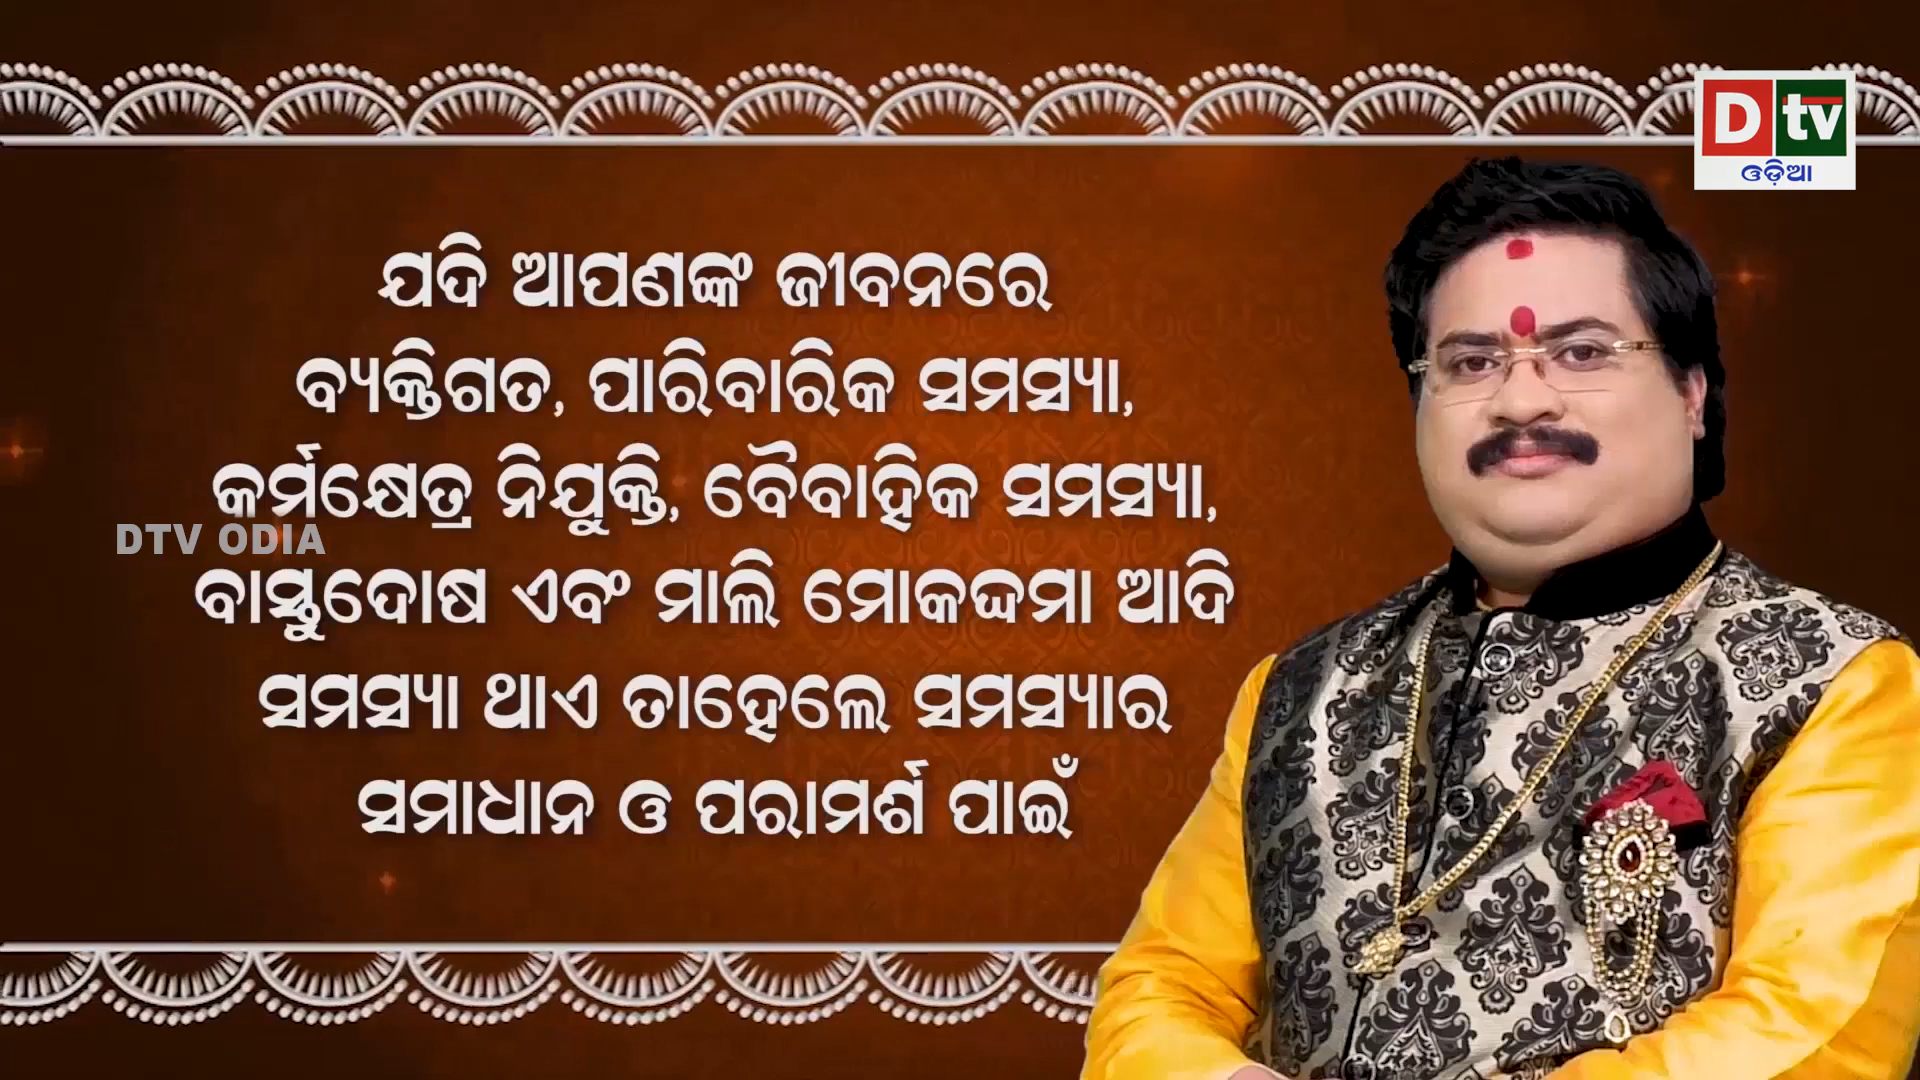 D tv
ଓଡ଼ିଆ
ଯଦି ଆପଣଙ୍କ ଜୀବନରେ
ବ୍ୟକ୍ତିଗତ, ପାରିବାରିକ ସମସ୍ୟା,
କର୍ମକ୍ଷେତ୍ର ନିଯୁକ୍ତି, ବୈବାହିକ ସମସ୍ୟା,
DTV ODIA
ବାସ୍ତୁଦୋଷ ଏବଂ ମାଲି ମୋକଦ୍ଦମା ଆଦି
ସମସ୍ୟା ଥାଏ ତାହେଲେ ସମସ୍ୟାର
ସମାଧାନ ଓ ପରାମର୍ଶ ପାଇଁ